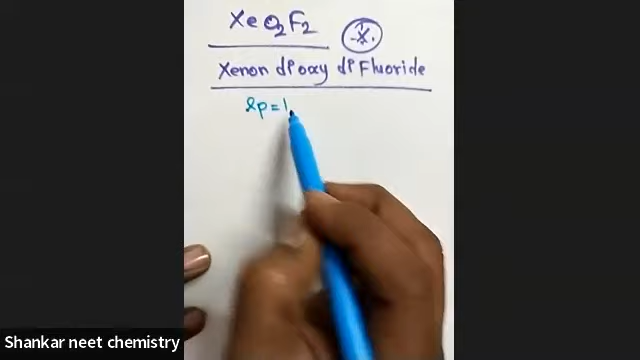 XeO₂F₂
X
Xenon dioxy diFluoride
lp = 1
Shankar neet chemistry